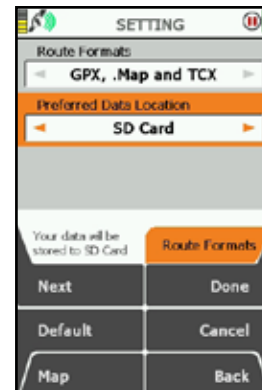 SETTING
Route Formats
GPX, .Map and TCX
Preferred Data Location
SD Card
Your data will be
stored to SD Card
Route Formats
Next
Done
Default
Cancel
Map
Back